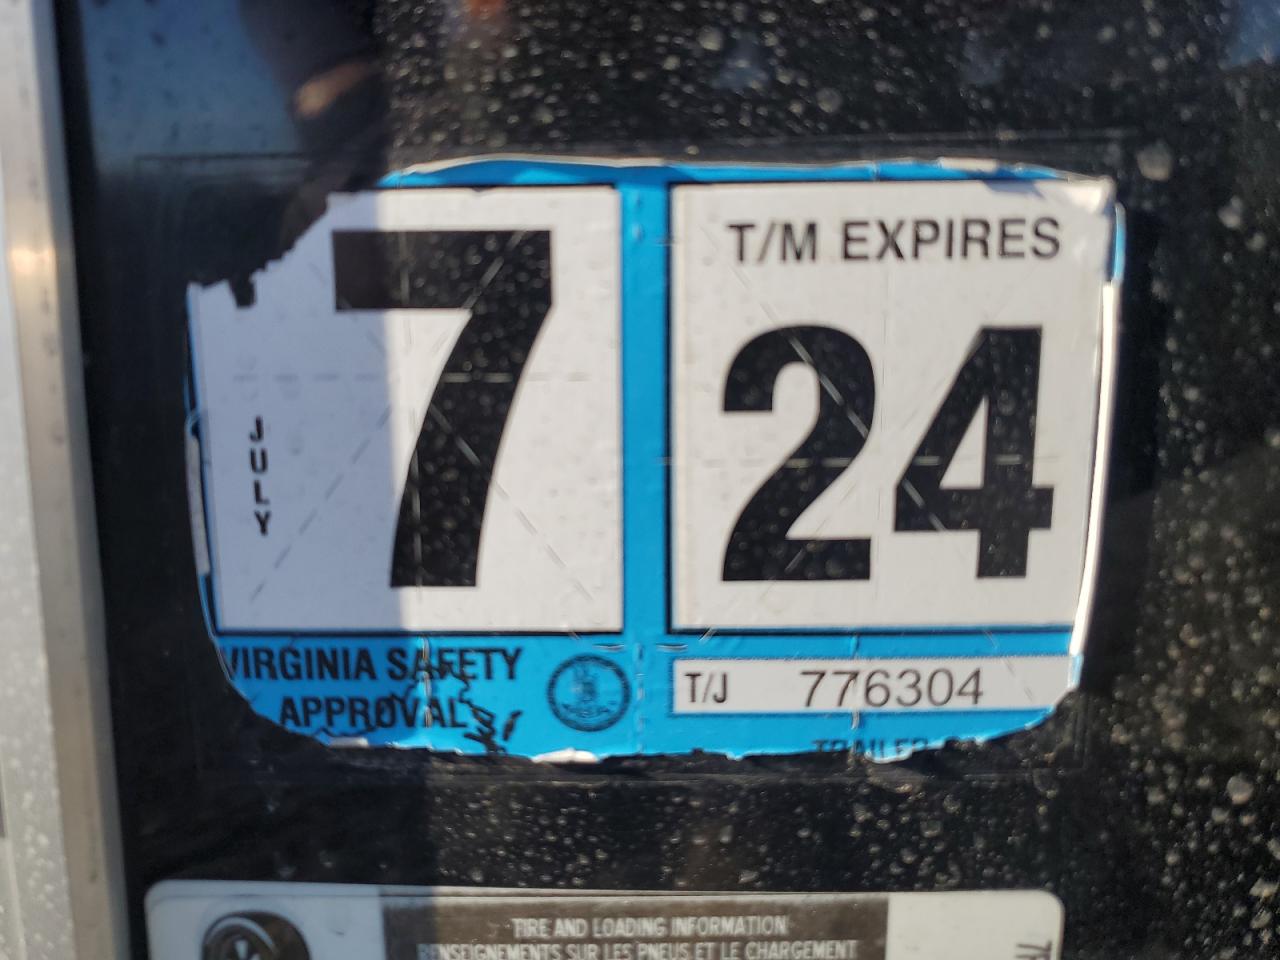 7
JULY
T/M EXPIRES
24
VIRGINIA SAFETY
APPROVAL
T/J 776304
TRAILER
TIRE AND LOADING INFORMATION
RENSEIGNEMENTS SUR LES PNEUS ET LE CHARGEMENT